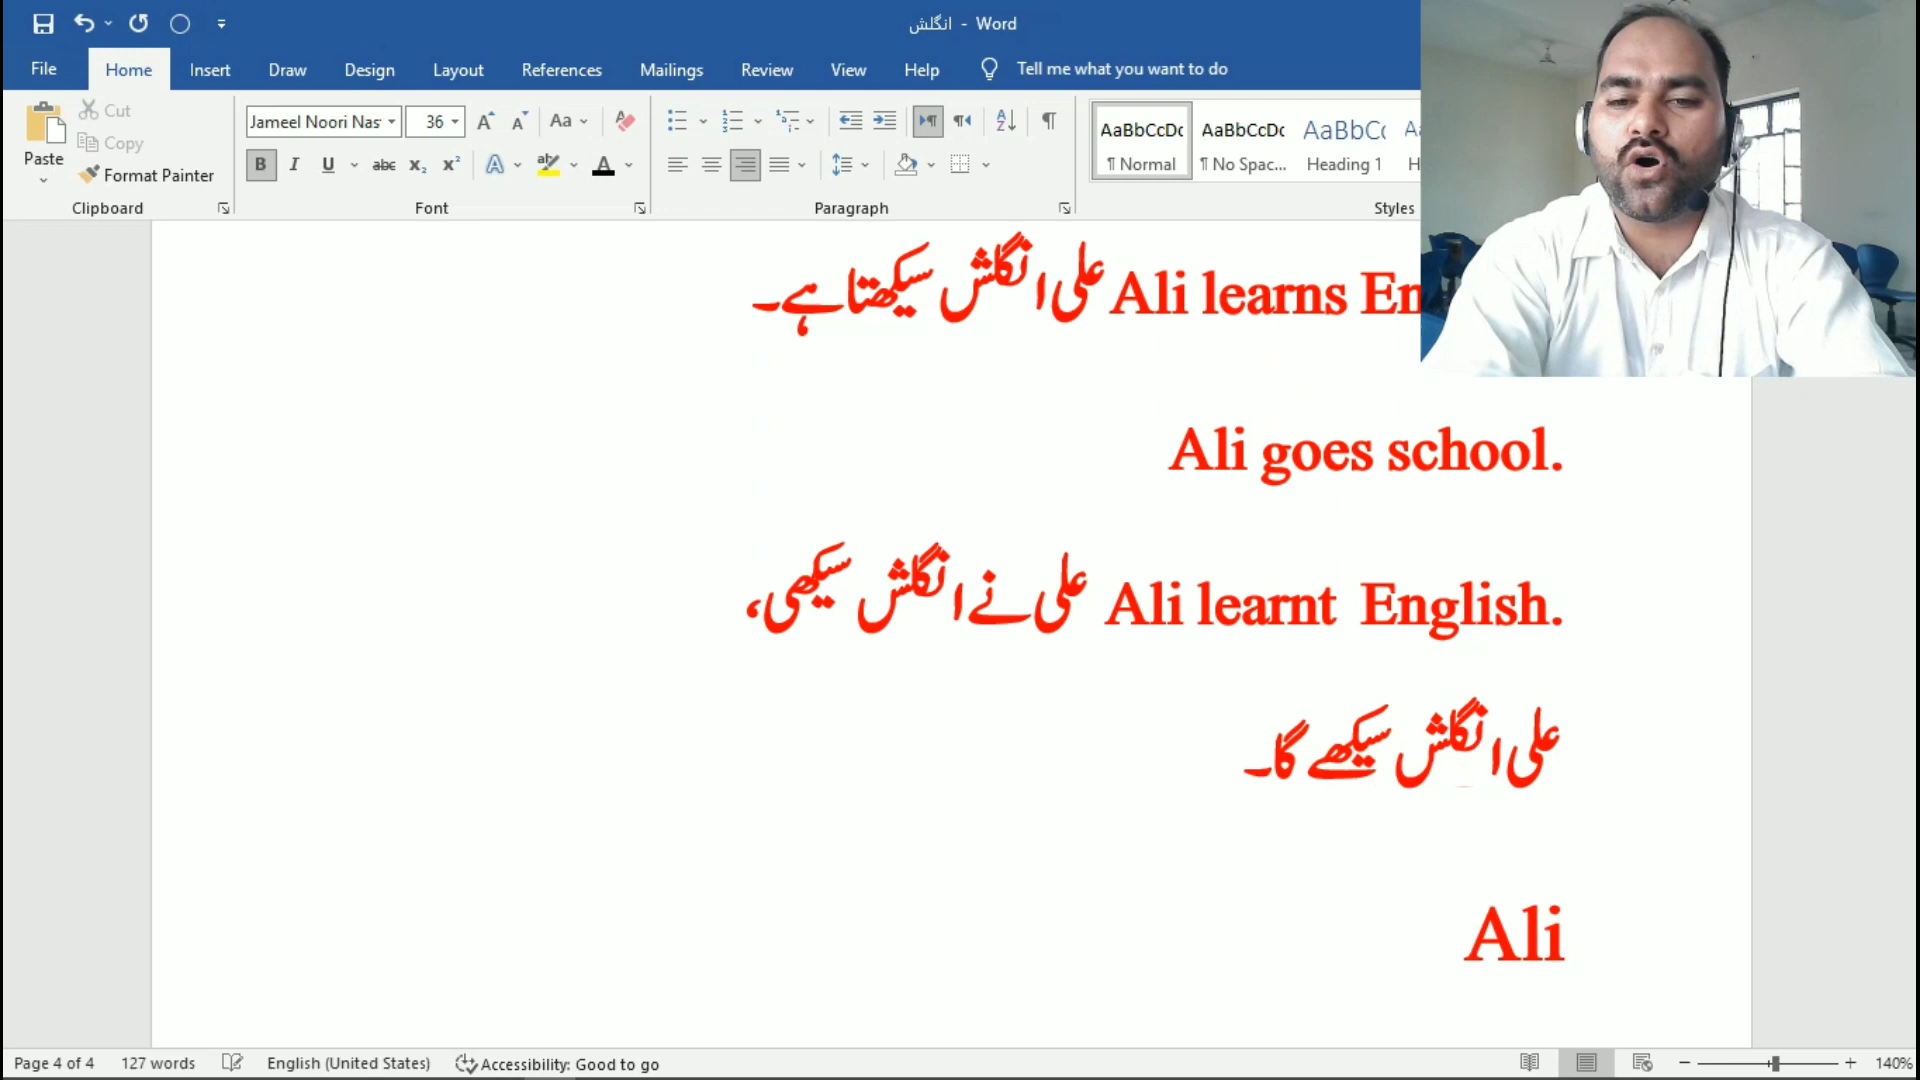 انگلش - Word
File Home Insert Draw Design Layout References Mailings Review View Help Tell me what you want to do
Paste
Cut
Copy
Format Painter
Clipboard
Jameel Noori Nas 36
Font
Paragraph
AaBbCcDc AaBbCcDc AaBbCc
¶ Normal ¶ No Spac... Heading 1
Styles
علی انگلش سیکھتا ہے۔ Ali learns En
Ali goes school.
علی نے انگلش سیکھی، Ali learnt English.
علی انگلش سیکھے گا۔
Ali
Page 4 of 4 127 words English (United States) Accessibility: Good to go 140%